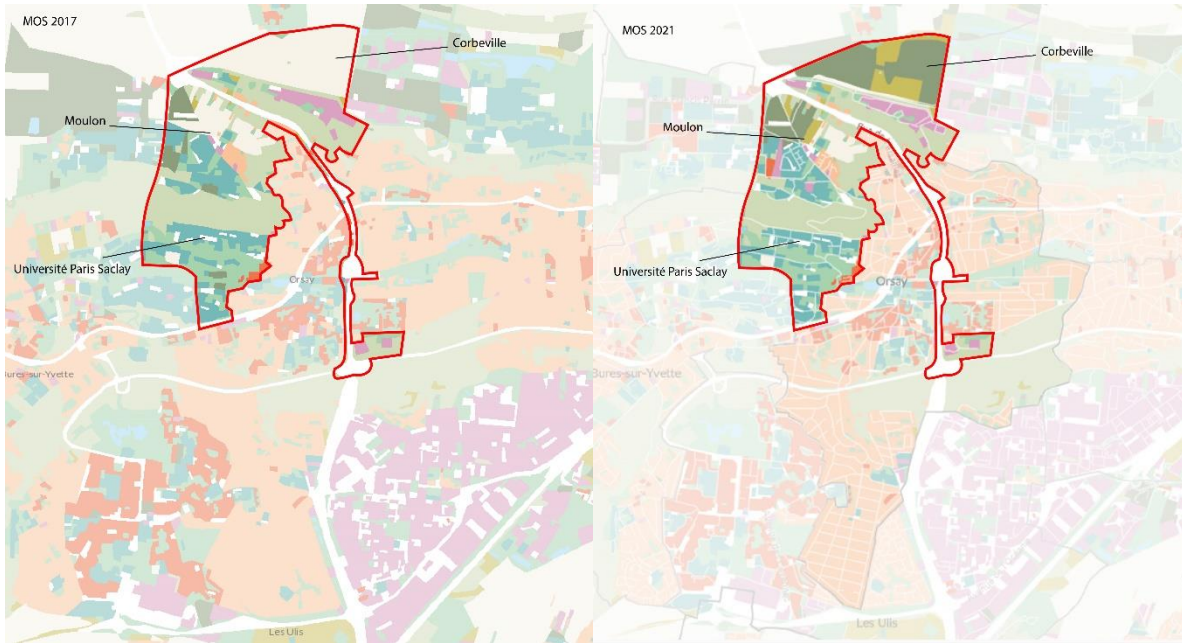 MOS 2017
Corbeville
Moulon
Université Paris Saclay
Orsay
Bures-sur-Yvette
Les Ulis
MOS 2021
Corbeville
Moulon
Université Paris Saclay
Orsay
Bures-sur-Yvette
Les Ulis